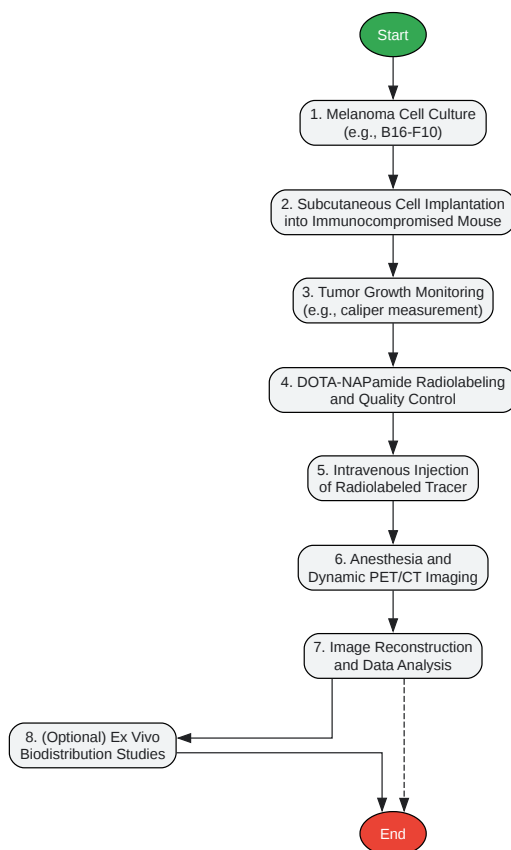 Start
1. Melanoma Cell Culture
(e.g., B16-F10)
2. Subcutaneous Cell Implantation
into Immunocompromised Mouse
3. Tumor Growth Monitoring
(e.g., caliper measurement)
4. DOTA-NAPamide Radiolabeling
and Quality Control
5. Intravenous Injection
of Radiolabeled Tracer
6. Anesthesia and
Dynamic PET/CT Imaging
7. Image Reconstruction
and Data Analysis
8. (Optional) Ex Vivo
Biodistribution Studies
End